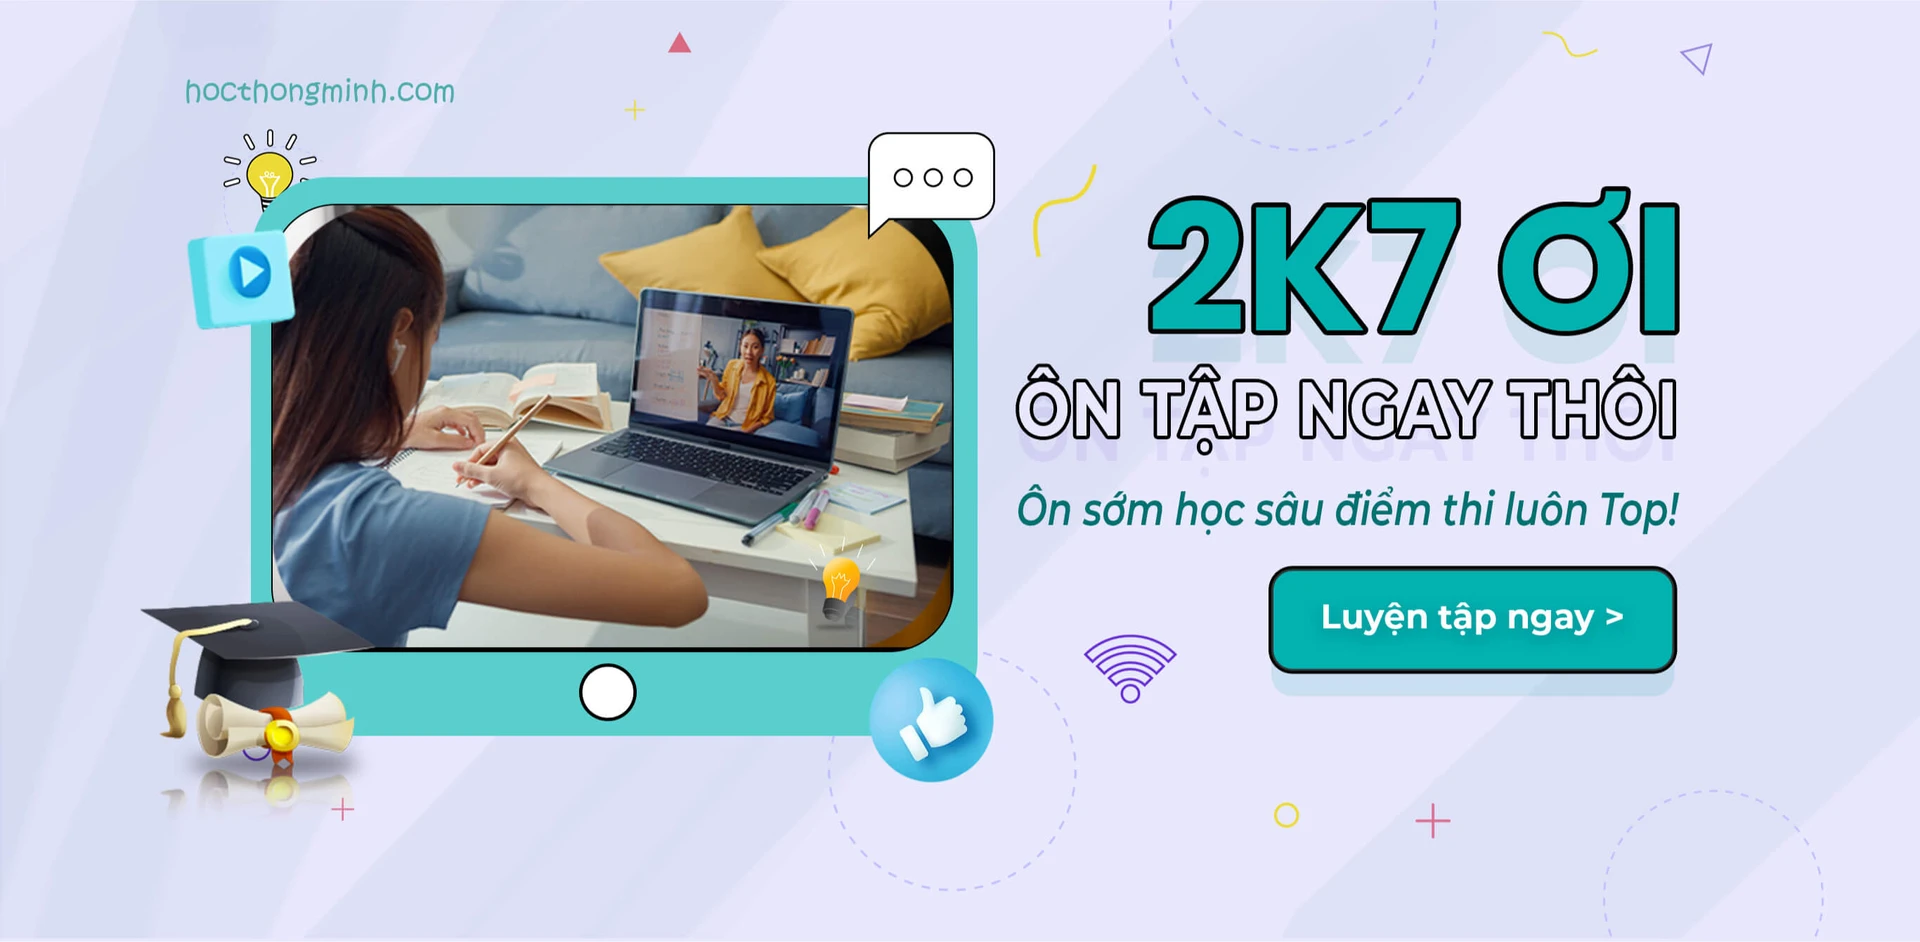 hocthongminh.com
2K7 ƠI
ÔN TẬP NGAY THÔI
Ôn sớm học sâu điểm thi luôn Top!
Luyện tập ngay >